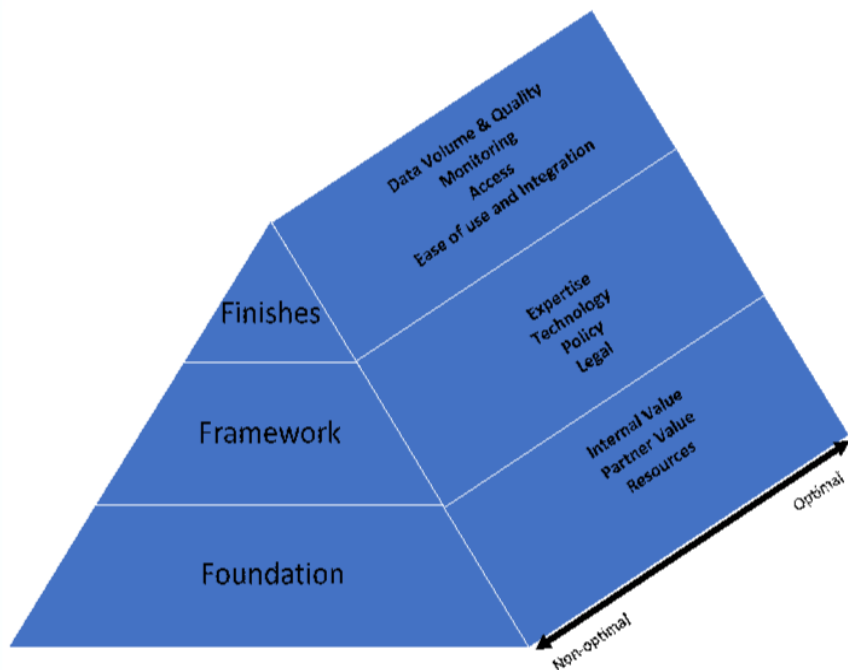 Data Volume & Quality
Monitoring
Access
Ease of use and Integration
Finishes
Expertise
Technology
Policy
Legal
Framework
Internal Value
Partner Value
Resources
Foundation
Optimal
Non-optimal